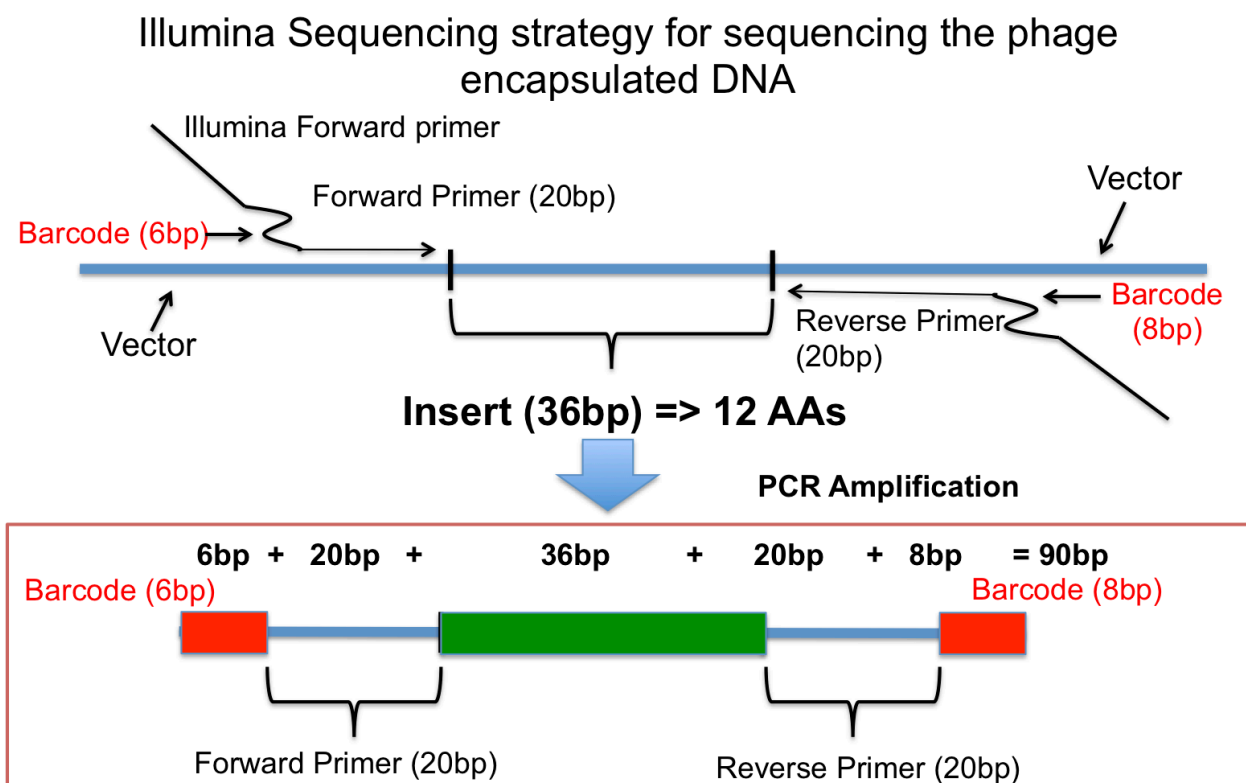 Illumina Sequencing strategy for sequencing the phage
encapsulated DNA
Illumina Forward primer
Forward Primer (20bp)
Vector
Barcode (6bp)
Barcode
(8bp)
Reverse Primer
(20bp)
Vector
Insert (36bp) => 12 AAs
PCR Amplification
6bp + 20bp + 36bp + 20bp + 8bp = 90bp
Barcode (6bp)
Barcode (8bp)
Forward Primer (20bp)
Reverse Primer (20bp)